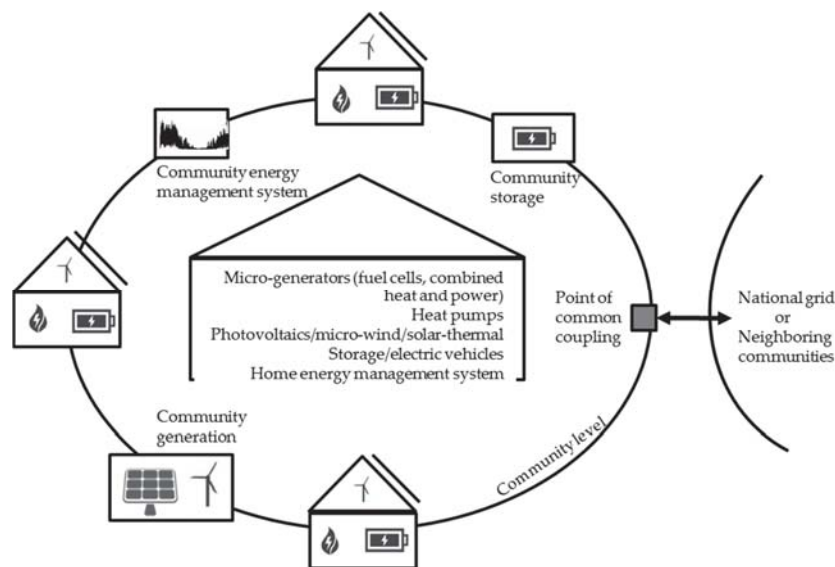 Community energy
management system
Community
storage
Micro-generators (fuel cells, combined
heat and power)
Heat pumps
Photovoltaics/micro-wind/solar-thermal
Storage/electric vehicles
Home energy management system
Point of
common
coupling
National grid
or
Neighboring
communities
Community
generation
Community level